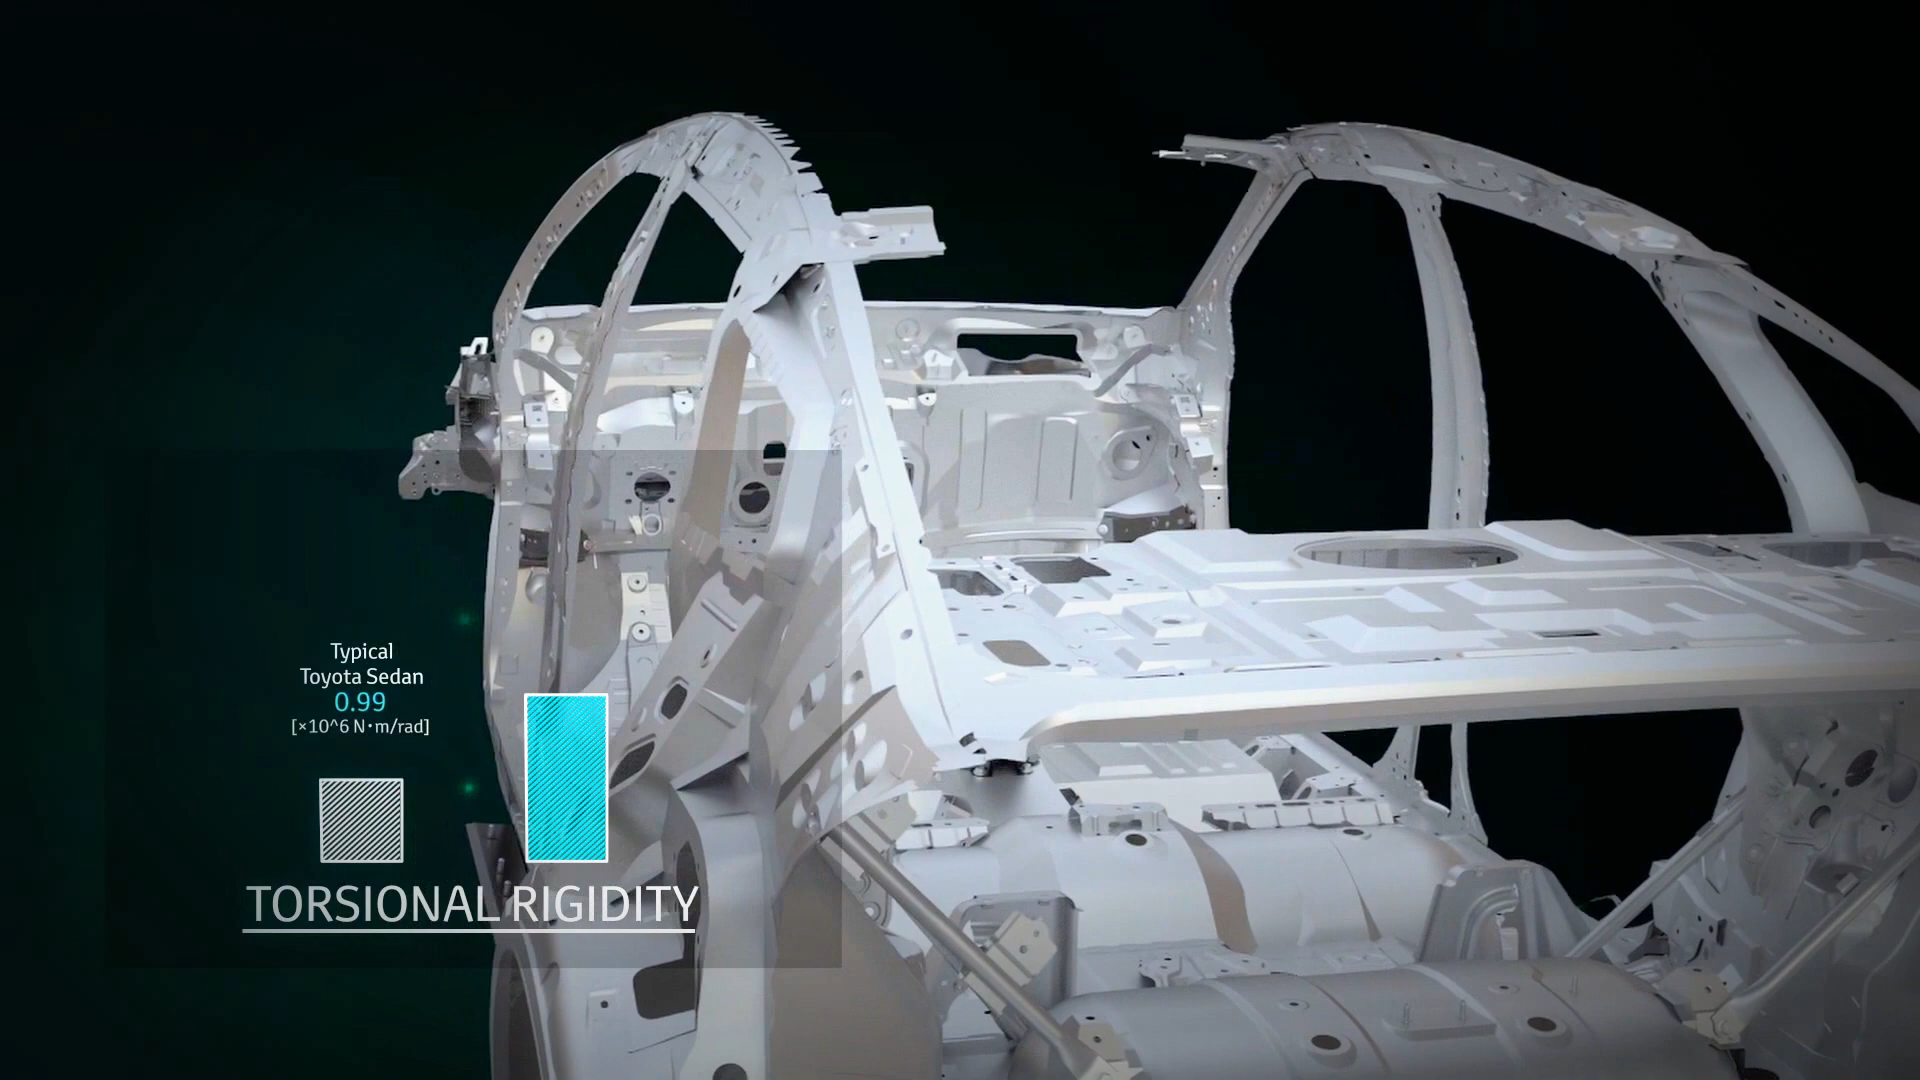 Typical
Toyota Sedan
0.99
[×10^6 N·m/rad]
TORSIONAL RIGIDITY